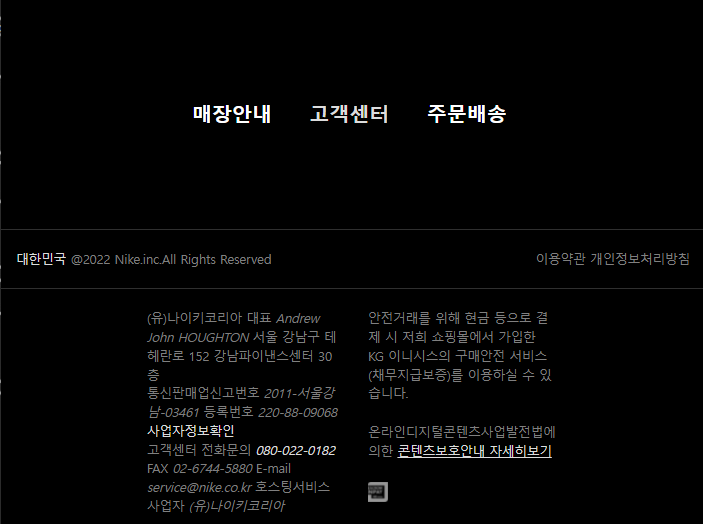 매장안내 고객센터 주문배송
대한민국 @2022 Nike.inc.All Rights Reserved 이용약관 개인정보처리방침
(유)나이키코리아 대표 Andrew
John HOUGHTON 서울 강남구 테
헤란로 152 강남파이낸스센터 30
층
통신판매업신고번호 2011-서울강
남-03461 등록번호 220-88-09068
사업자정보확인
고객센터 전화문의 080-022-0182
FAX 02-6744-5880 E-mail
service@nike.co.kr 호스팅서비스
사업자 (유)나이키코리아
안전거래를 위해 현금 등으로 결
제 시 저희 쇼핑몰에서 가입한
KG 이니시스의 구매안전 서비스
(채무지급보증)를 이용하실 수 있
습니다.
온라인디지털콘텐츠사업발전법에
의한 콘텐츠보호안내 자세히보기